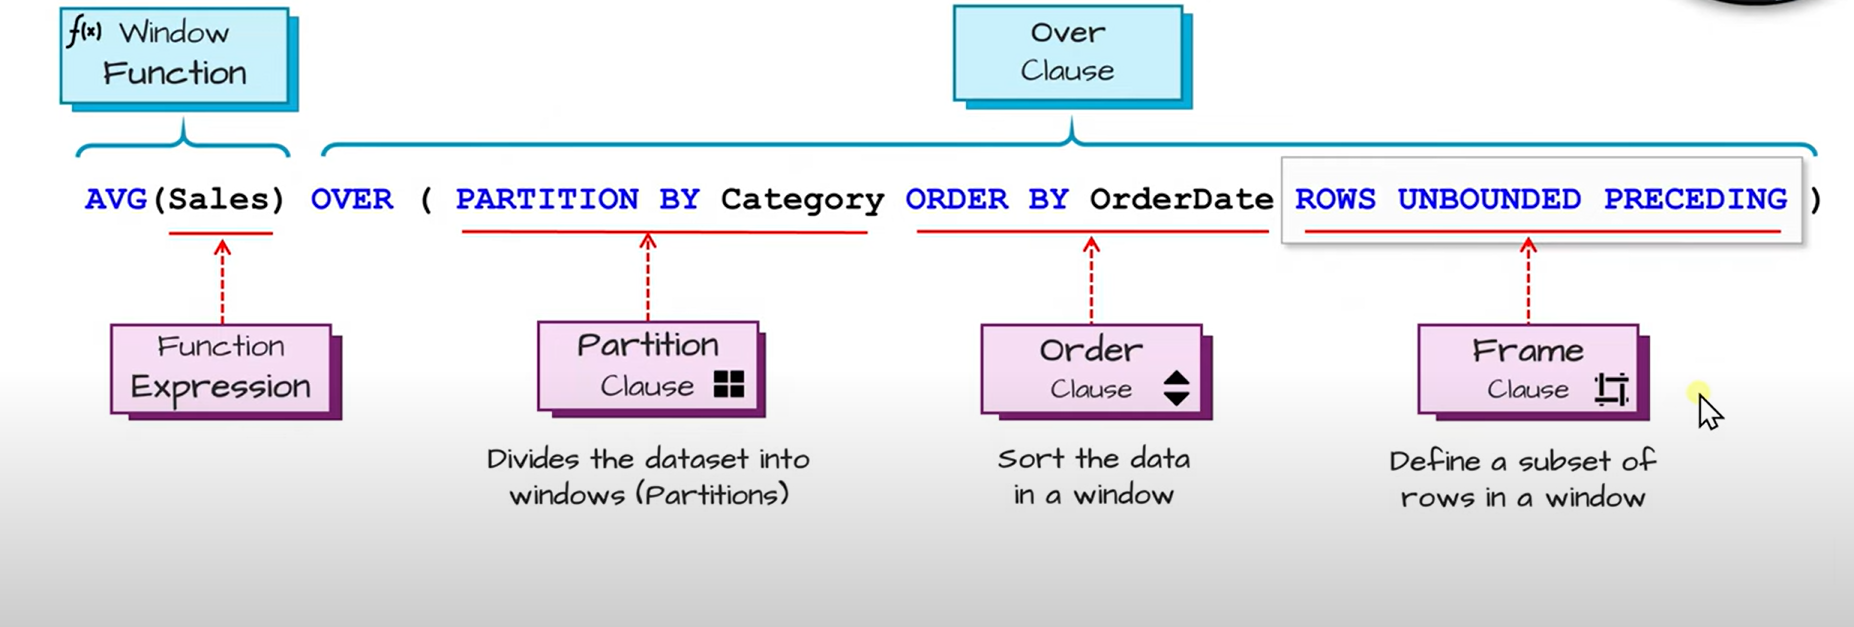 f(x) Window
Function
Over
Clause
AVG(Sales) OVER ( PARTITION BY Category ORDER BY OrderDate ROWS UNBOUNDED PRECEDING )
Function
Expression
Partition
Clause
Order
Clause
Frame
Clause
Divides the dataset into
windows (Partitions)
Sort the data
in a window
Define a subset of
rows in a window